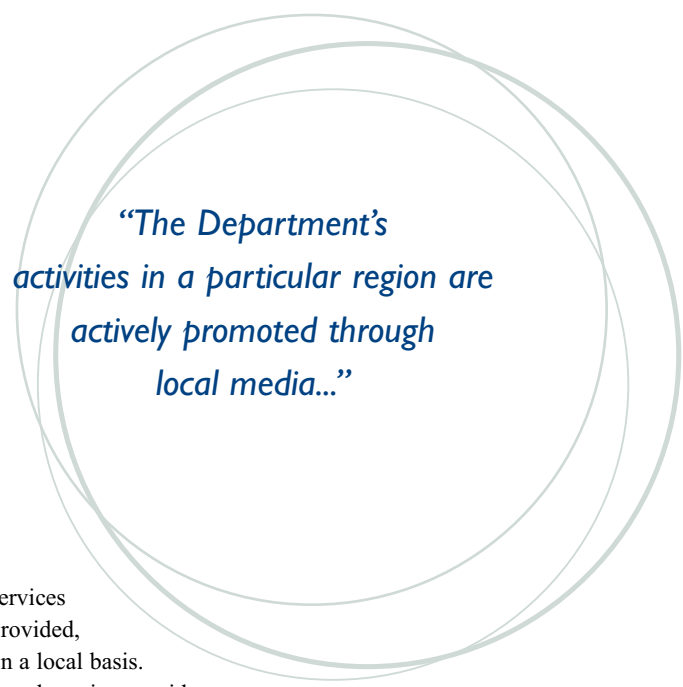 “The Department’s
activities in a particular region are
actively promoted through
local media...”
ervices
rovided,
n a local basis.